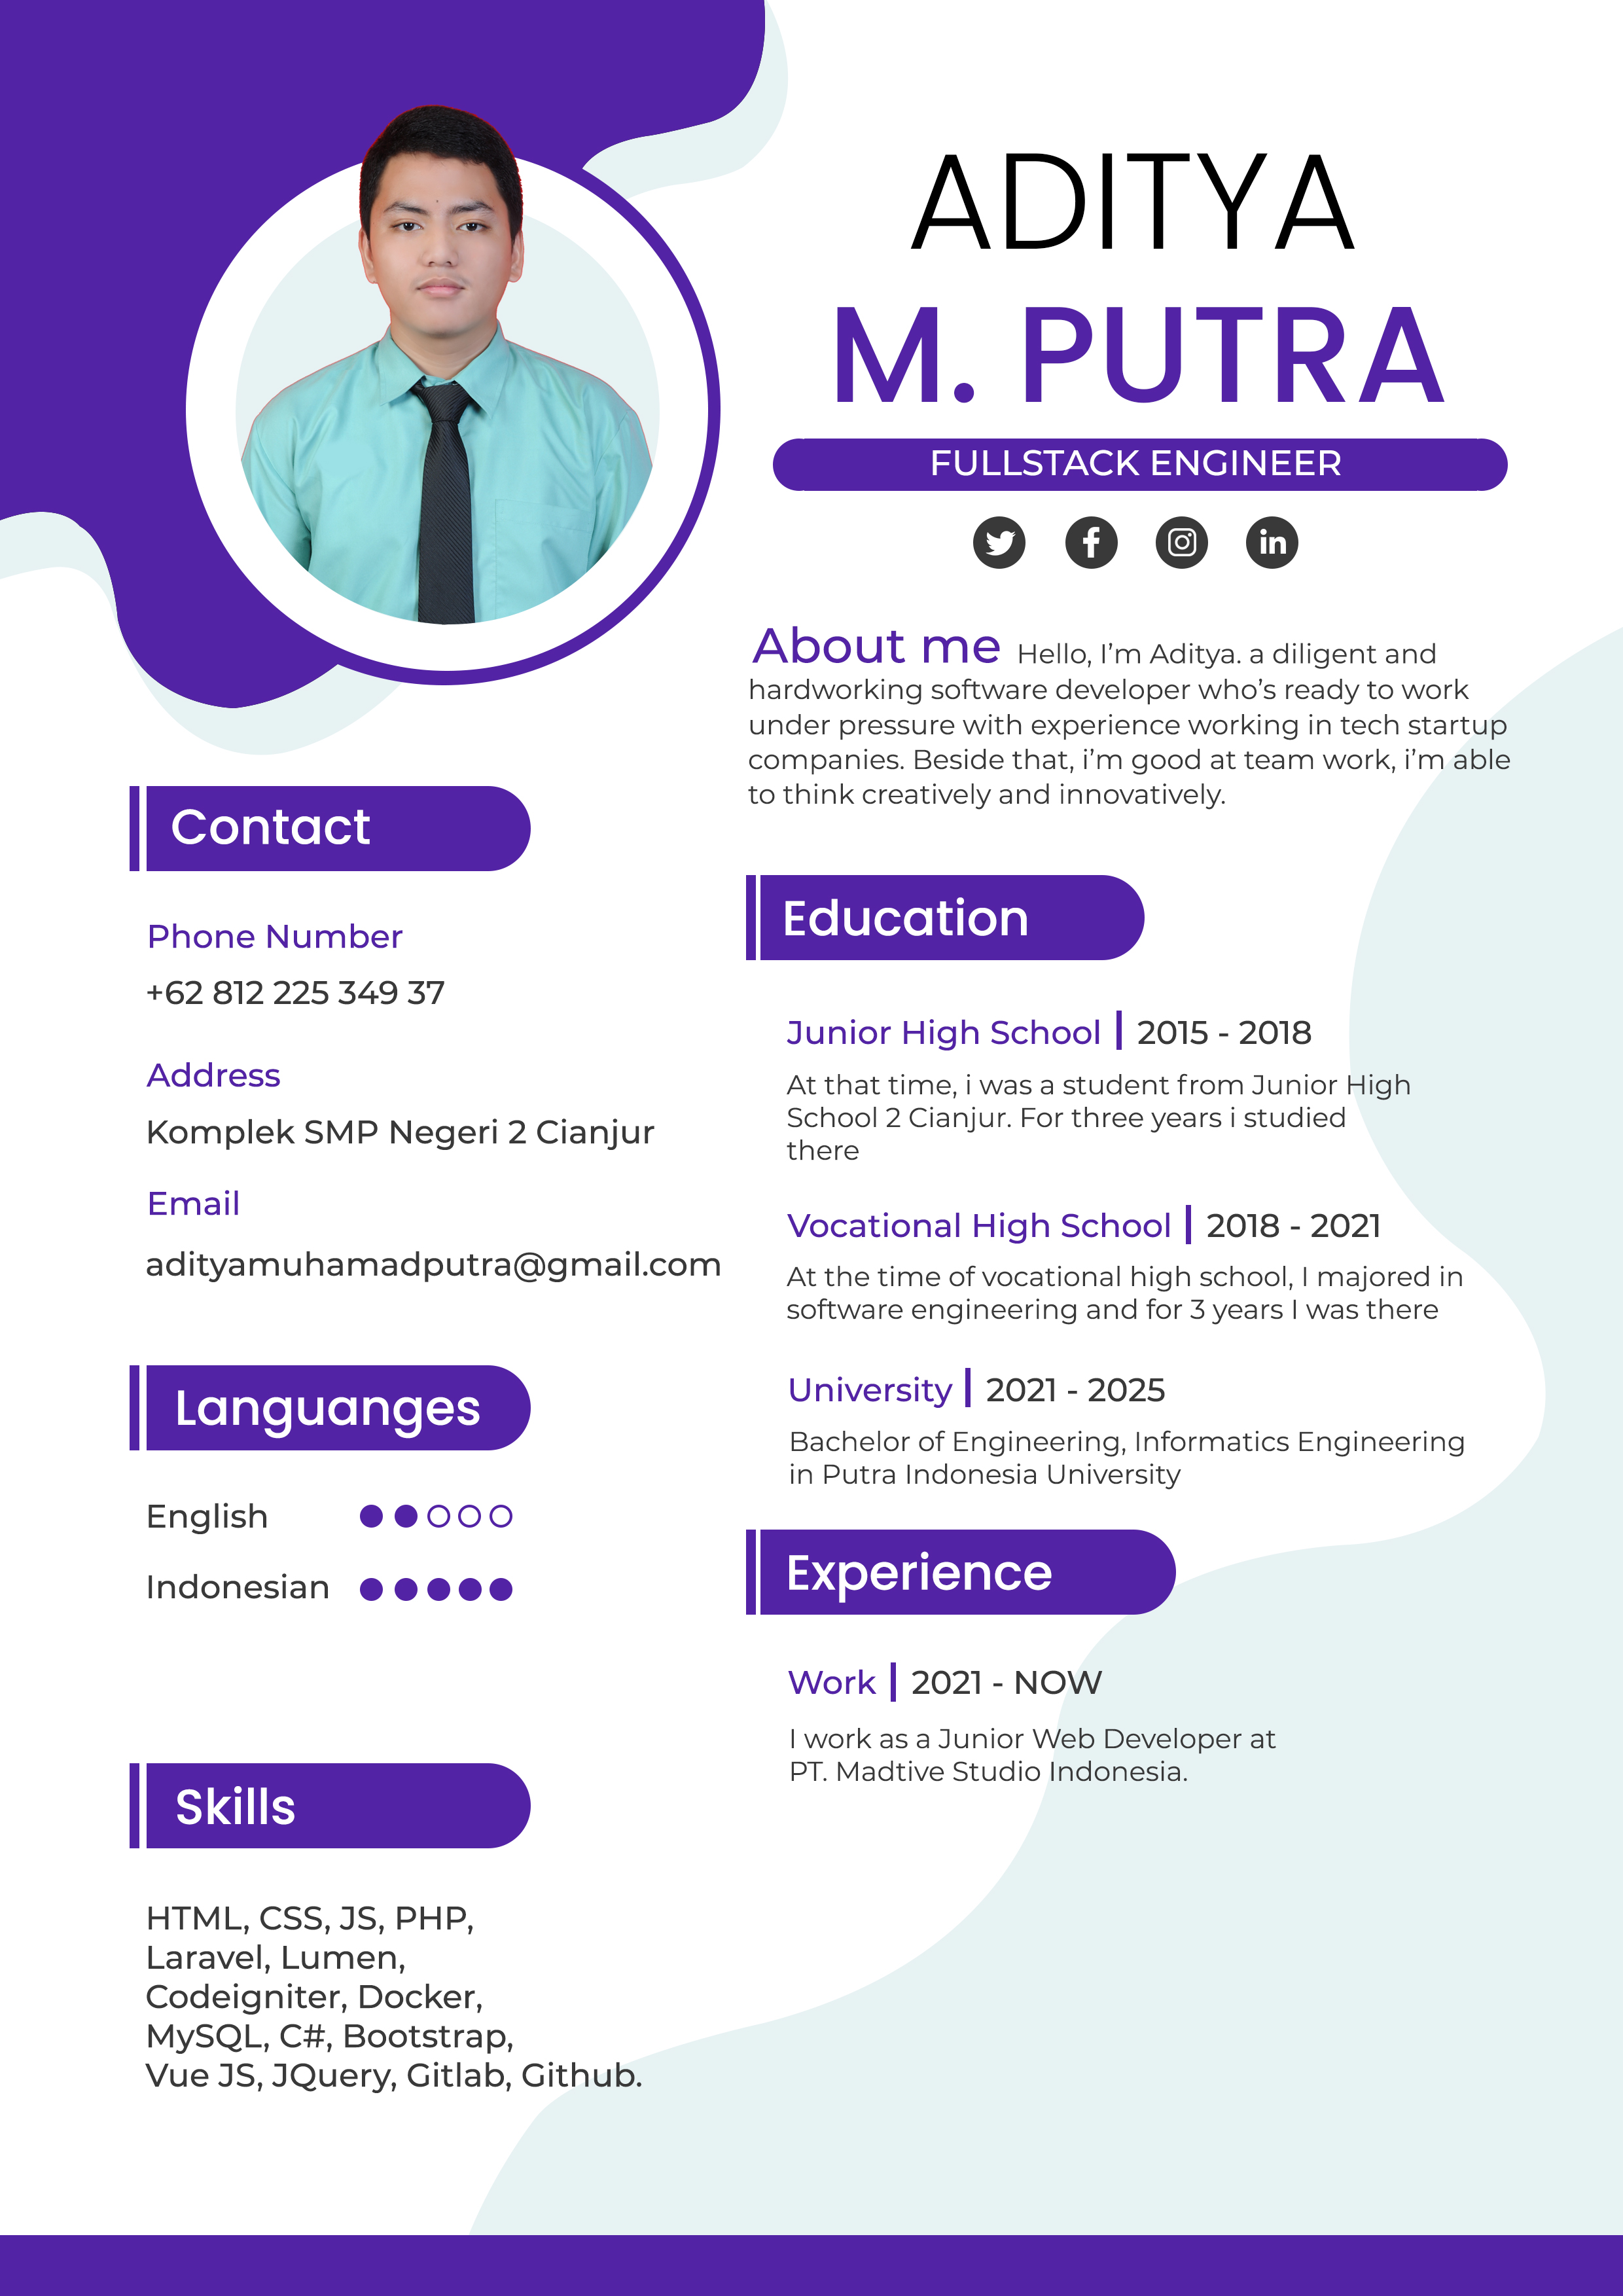 ADITYA
M. PUTRA
FULLSTACK ENGINEER
About me Hello, I’m Aditya. a diligent and
hardworking software developer who’s ready to work
under pressure with experience working in tech startup
companies. Beside that, i’m good at team work, i’m able
to think creatively and innovatively.
Contact
Phone Number
+62 812 225 349 37
Address
Komplek SMP Negeri 2 Cianjur
Email
adityamuhamadputra@gmail.com
Languanges
English
Indonesian
Skills
HTML, CSS, JS, PHP,
Laravel, Lumen,
Codeigniter, Docker,
MySQL, C#, Bootstrap,
Vue JS, JQuery, Gitlab, Github.
Education
Junior High School | 2015 - 2018
At that time, i was a student from Junior High
School 2 Cianjur. For three years i studied
there
Vocational High School | 2018 - 2021
At the time of vocational high school, I majored in
software engineering and for 3 years I was there
University | 2021 - 2025
Bachelor of Engineering, Informatics Engineering
in Putra Indonesia University
Experience
Work | 2021 - NOW
I work as a Junior Web Developer at
PT. Madtive Studio Indonesia.